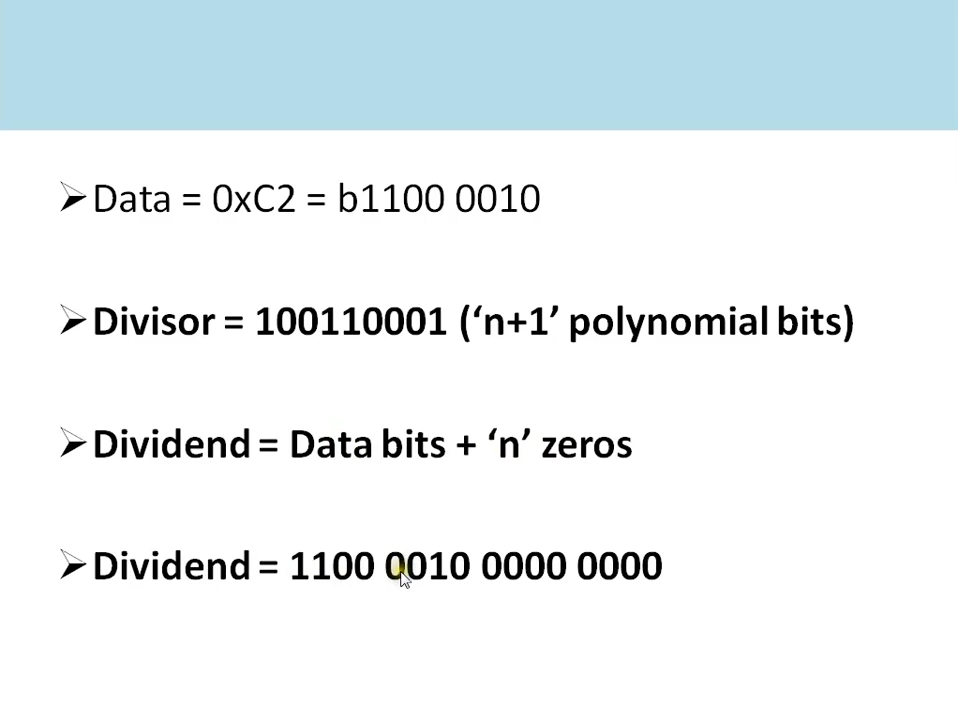 Data = 0xC2 = b1100 0010
Divisor = 100110001 (‘n+1’ polynomial bits)
Dividend = Data bits + ‘n’ zeros
Dividend = 1100 0010 0000 0000